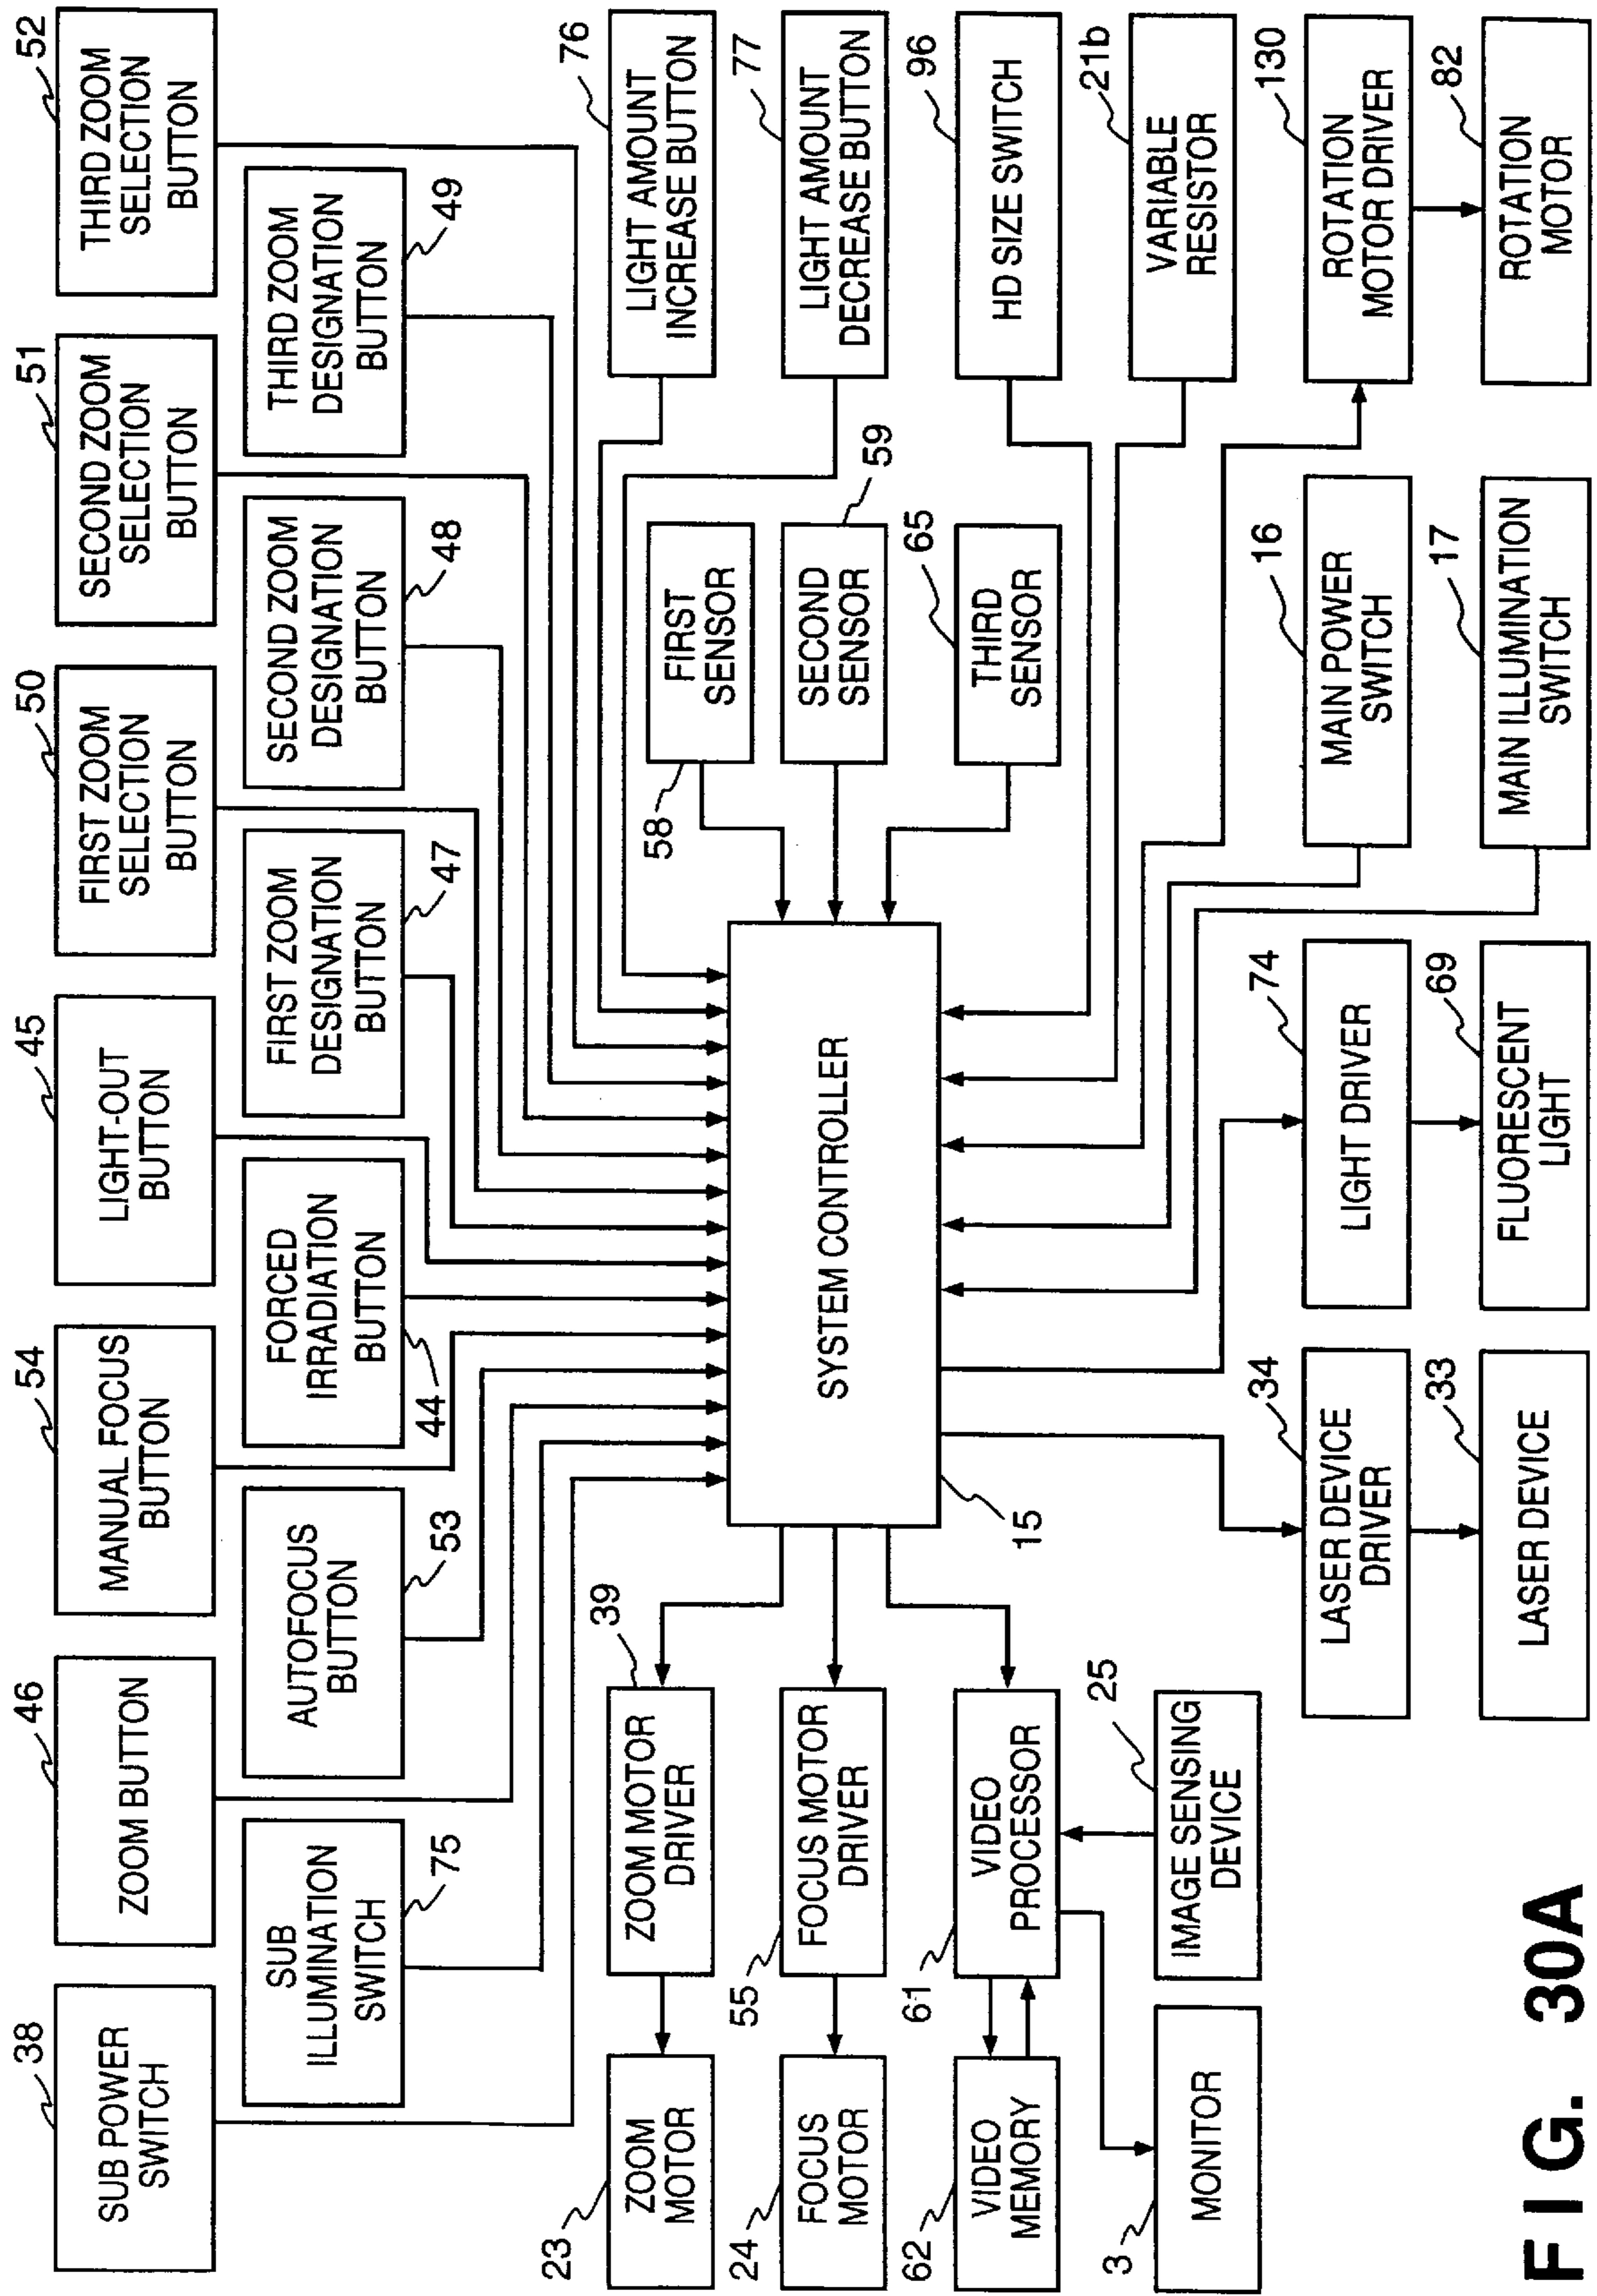 38
SUB POWER
SWITCH
46
ZOOM BUTTON
54
MANUAL FOCUS
BUTTON
45
LIGHT-OUT
BUTTON
50
FIRST ZOOM
SELECTION
BUTTON
51
SECOND ZOOM
SELECTION
BUTTON
52
THIRD ZOOM
SELECTION
BUTTON
SUB
ILLUMINATION
SWITCH
75
AUTOFOCUS
BUTTON
53
FORCED
IRRADIATION
BUTTON
44
FIRST ZOOM
DESIGNATION
BUTTON
47
SECOND ZOOM
DESIGNATION
BUTTON
48
THIRD ZOOM
DESIGNATION
BUTTON
49
23
ZOOM
MOTOR
39
ZOOM MOTOR
DRIVER
58
FIRST
SENSOR
76
LIGHT AMOUNT
INCREASE BUTTON
24
FOCUS
MOTOR
55
FOCUS MOTOR
DRIVER
SYSTEM CONTROLLER
15
59
SECOND
SENSOR
77
LIGHT AMOUNT
DECREASE BUTTON
62
VIDEO
MEMORY
61
VIDEO
PROCESSOR
65
THIRD
SENSOR
96
HD SIZE SWITCH
3
MONITOR
25
IMAGE SENSING
DEVICE
21b
VARIABLE
RESISTOR
34
LASER DEVICE
DRIVER
74
LIGHT DRIVER
16
MAIN POWER
SWITCH
130
ROTATION
MOTOR DRIVER
33
LASER DEVICE
69
FLUORESCENT
LIGHT
17
MAIN ILLUMINATION
SWITCH
82
ROTATION
MOTOR
FIG. 30A